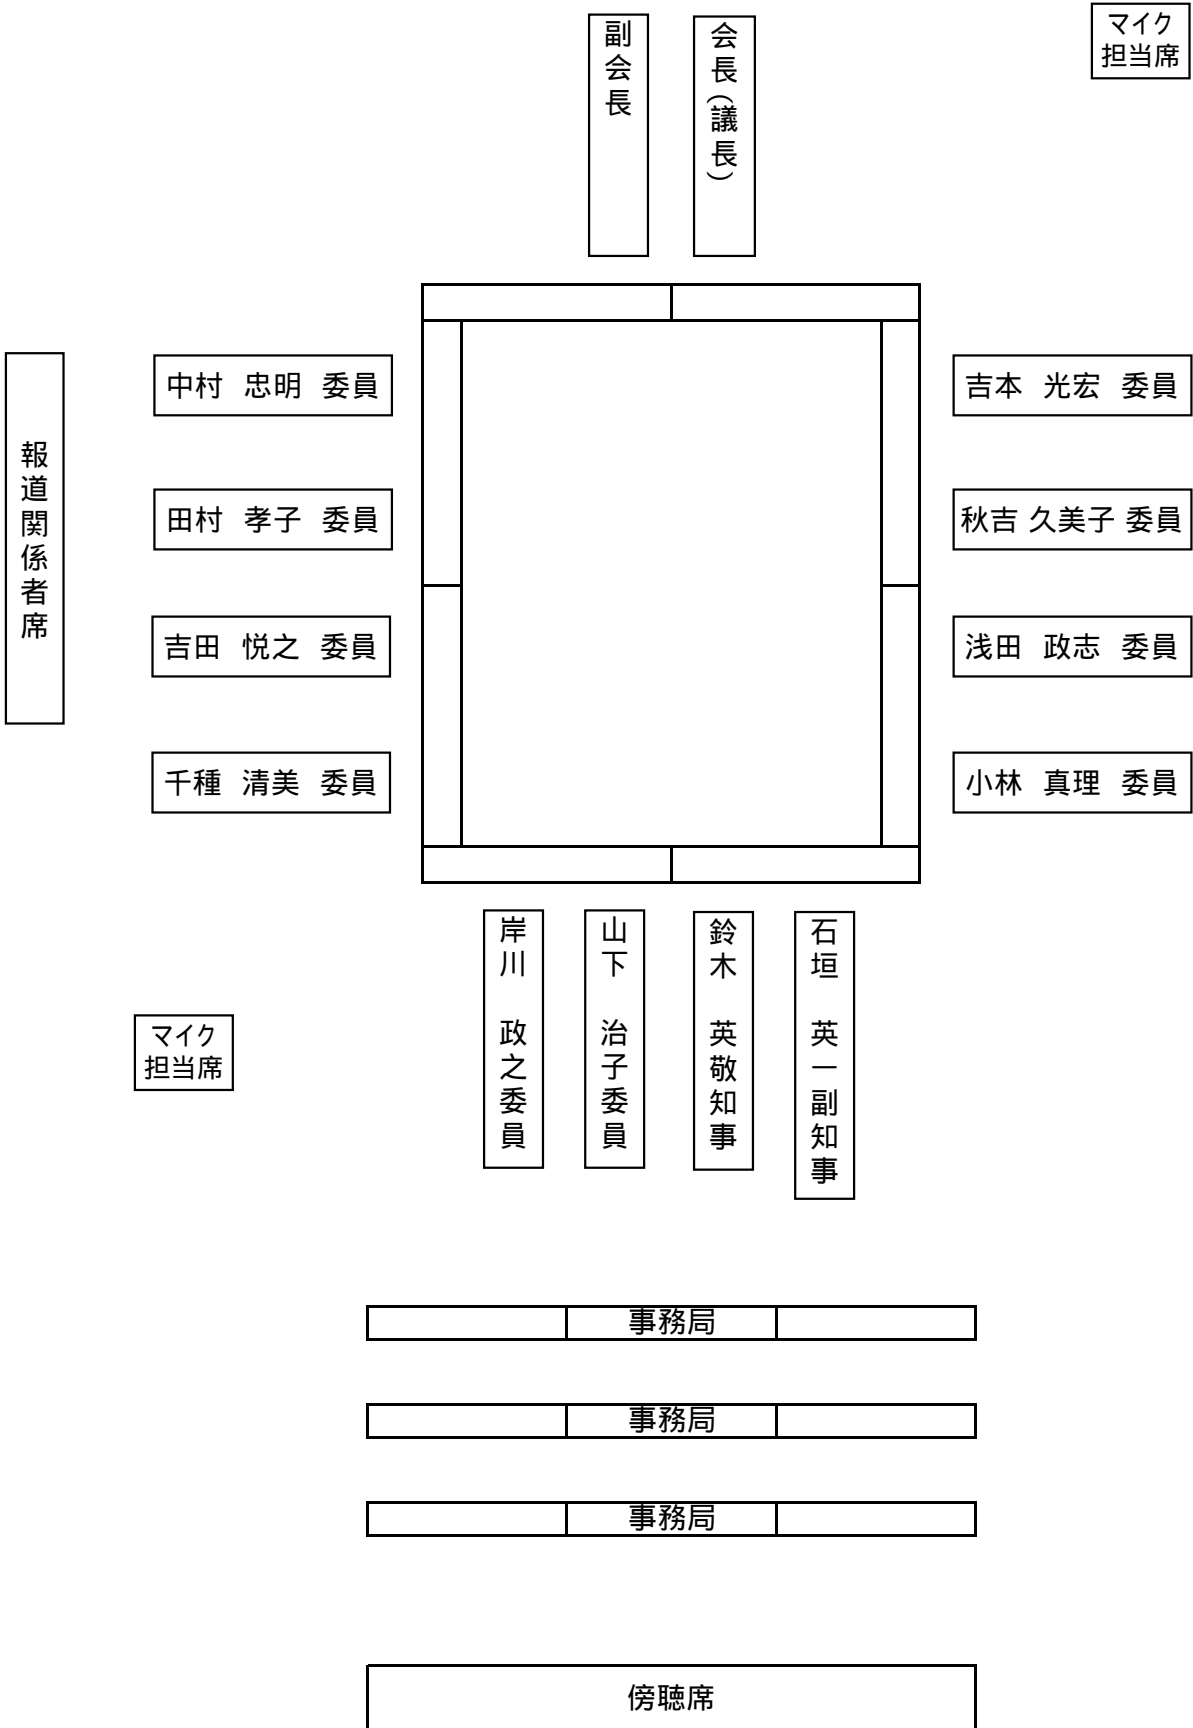 マイク
担当席
副会長
会長(議長)
報道関係者席
中村 忠明 委員
吉本 光宏 委員
田村 孝子 委員
秋吉 久美子 委員
吉田 悦之 委員
浅田 政志 委員
千種 清美 委員
小林 真理 委員
岸川 政之委員
山下 治子委員
鈴木 英敬知事
石垣 英一副知事
マイク
担当席
事務局
事務局
事務局
傍聴席